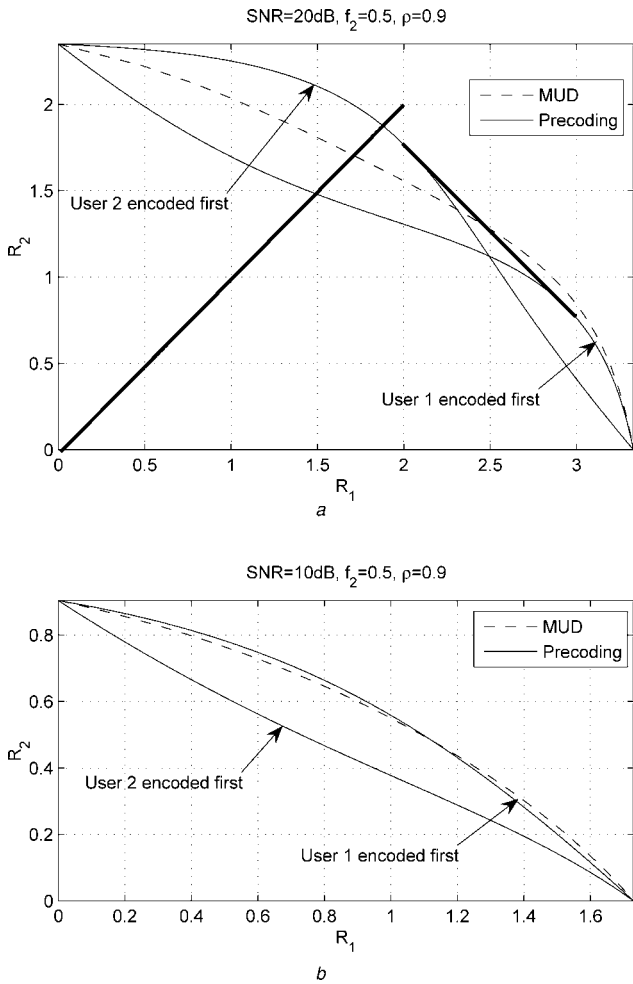 SNR=20dB, f2=0.5, ρ=0.9
MUD
Precoding
User 2 encoded first
User 1 encoded first
R2
2
1.5
1
0.5
0
0
0.5
1
1.5
2
2.5
3
R1
a
SNR=10dB, f2=0.5, ρ=0.9
MUD
Precoding
User 2 encoded first
User 1 encoded first
R2
0.8
0.6
0.4
0.2
0
0
0.2
0.4
0.6
0.8
1
1.2
1.4
1.6
R1
b